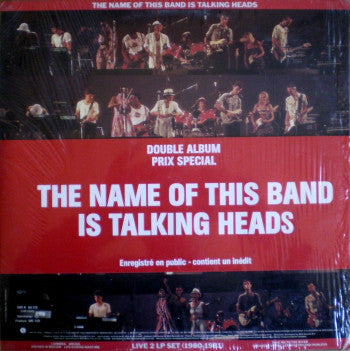 THE NAME OF THIS BAND IS TALKING HEADS
DOUBLE ALBUM
PRIX SPECIAL
THE NAME OF THIS BAND
IS TALKING HEADS
Enregistré en public - contient un inédit
LIVE 2 LP SET (1980-1981)